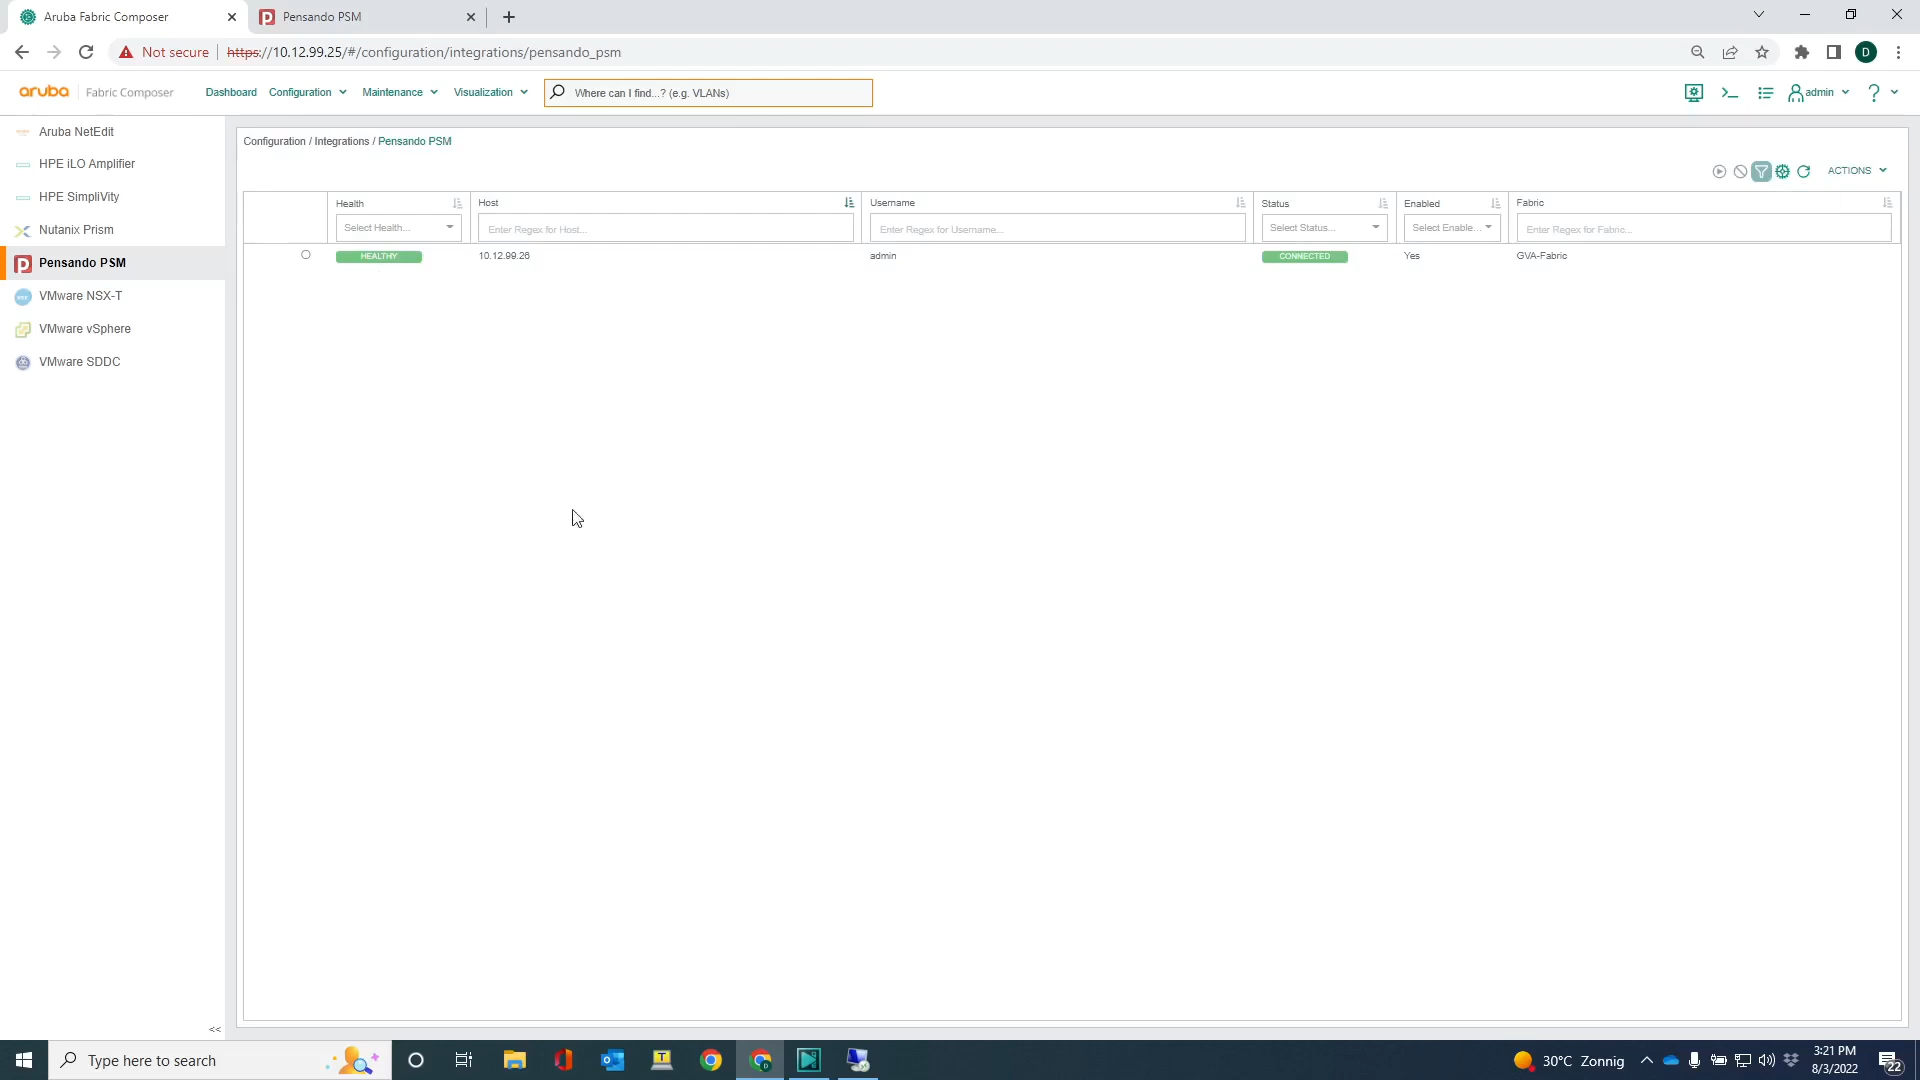 Aruba Fabric Composer
Pensando PSM
Not secure https://10.12.99.25/#/configuration/integrations/pensando_psm
D
aruba Fabric Composer Dashboard Configuration Maintenance Visualization Where can I find...? (e.g. VLANs) admin ?
Aruba NetEdit
HPE iLO Amplifier
HPE SimpliVity
Nutanix Prism
Pensando PSM
VMware NSX-T
VMware vSphere
VMware SDDC
<<
Configuration / Integrations / Pensando PSM
ACTIONS
Health Host Username Status Enabled Fabric
Select Health... Enter Regex for Host... Enter Regex for Username... Select Status... Select Enable... Enter Regex for Fabric...
HEALTHY 10.12.99.26 admin CONNECTED Yes GVA-Fabric
Type here to search
30°C Zonnig
3:21 PM
8/3/2022
22